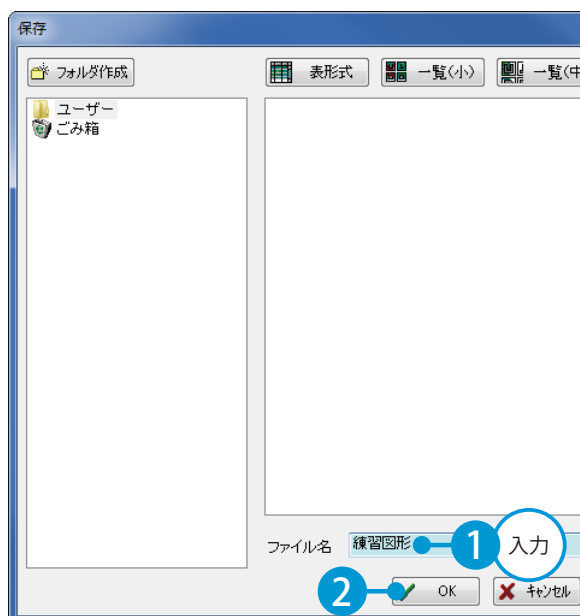 保存
フォルダ作成
表形式
一覧(小)
一覧(中
ユーザー
ごみ箱
ファイル名
練習図形
1
入力
2
OK
キャンセル